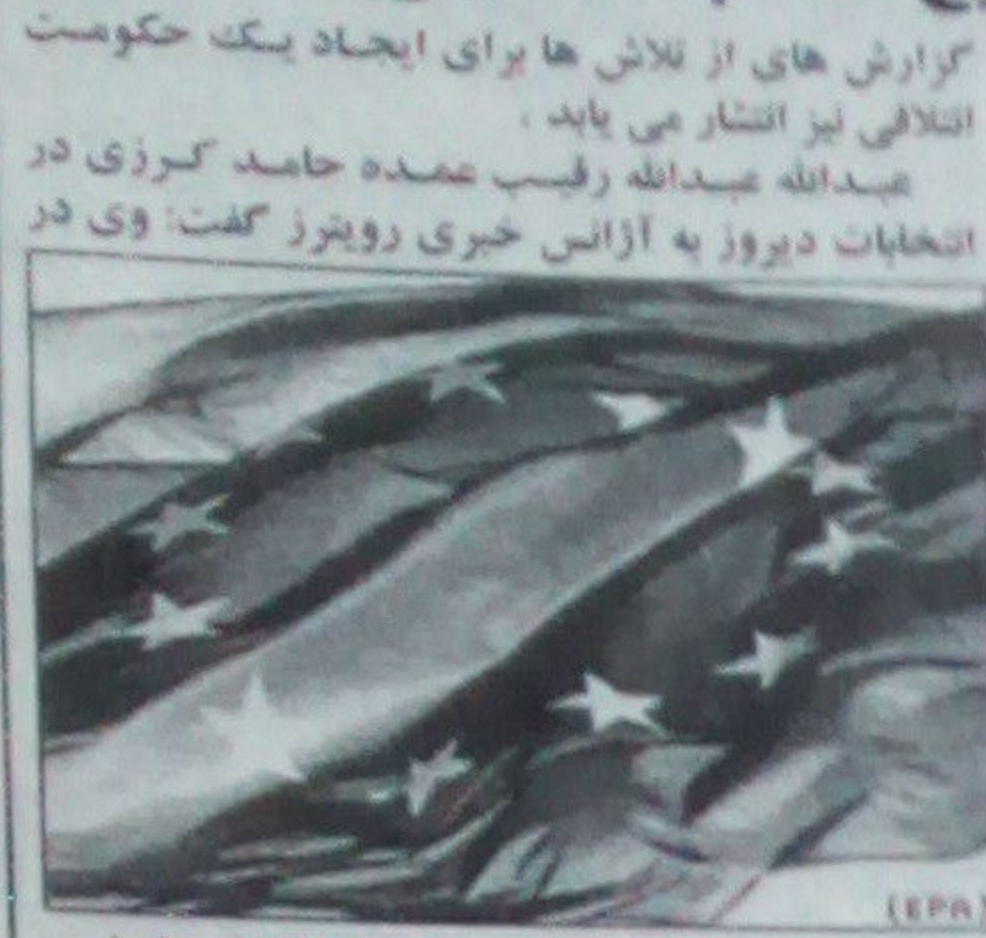 گزارش های از تلاش ها برای ایجاد یک حکومت
ائتلافی نیز انتشار می یابد .
عبدالله عبدالله رقیب عمده حامد کرزی در
انتخابات دیروز به آژانس خبری رویترز گفت: وی در
(EPA)